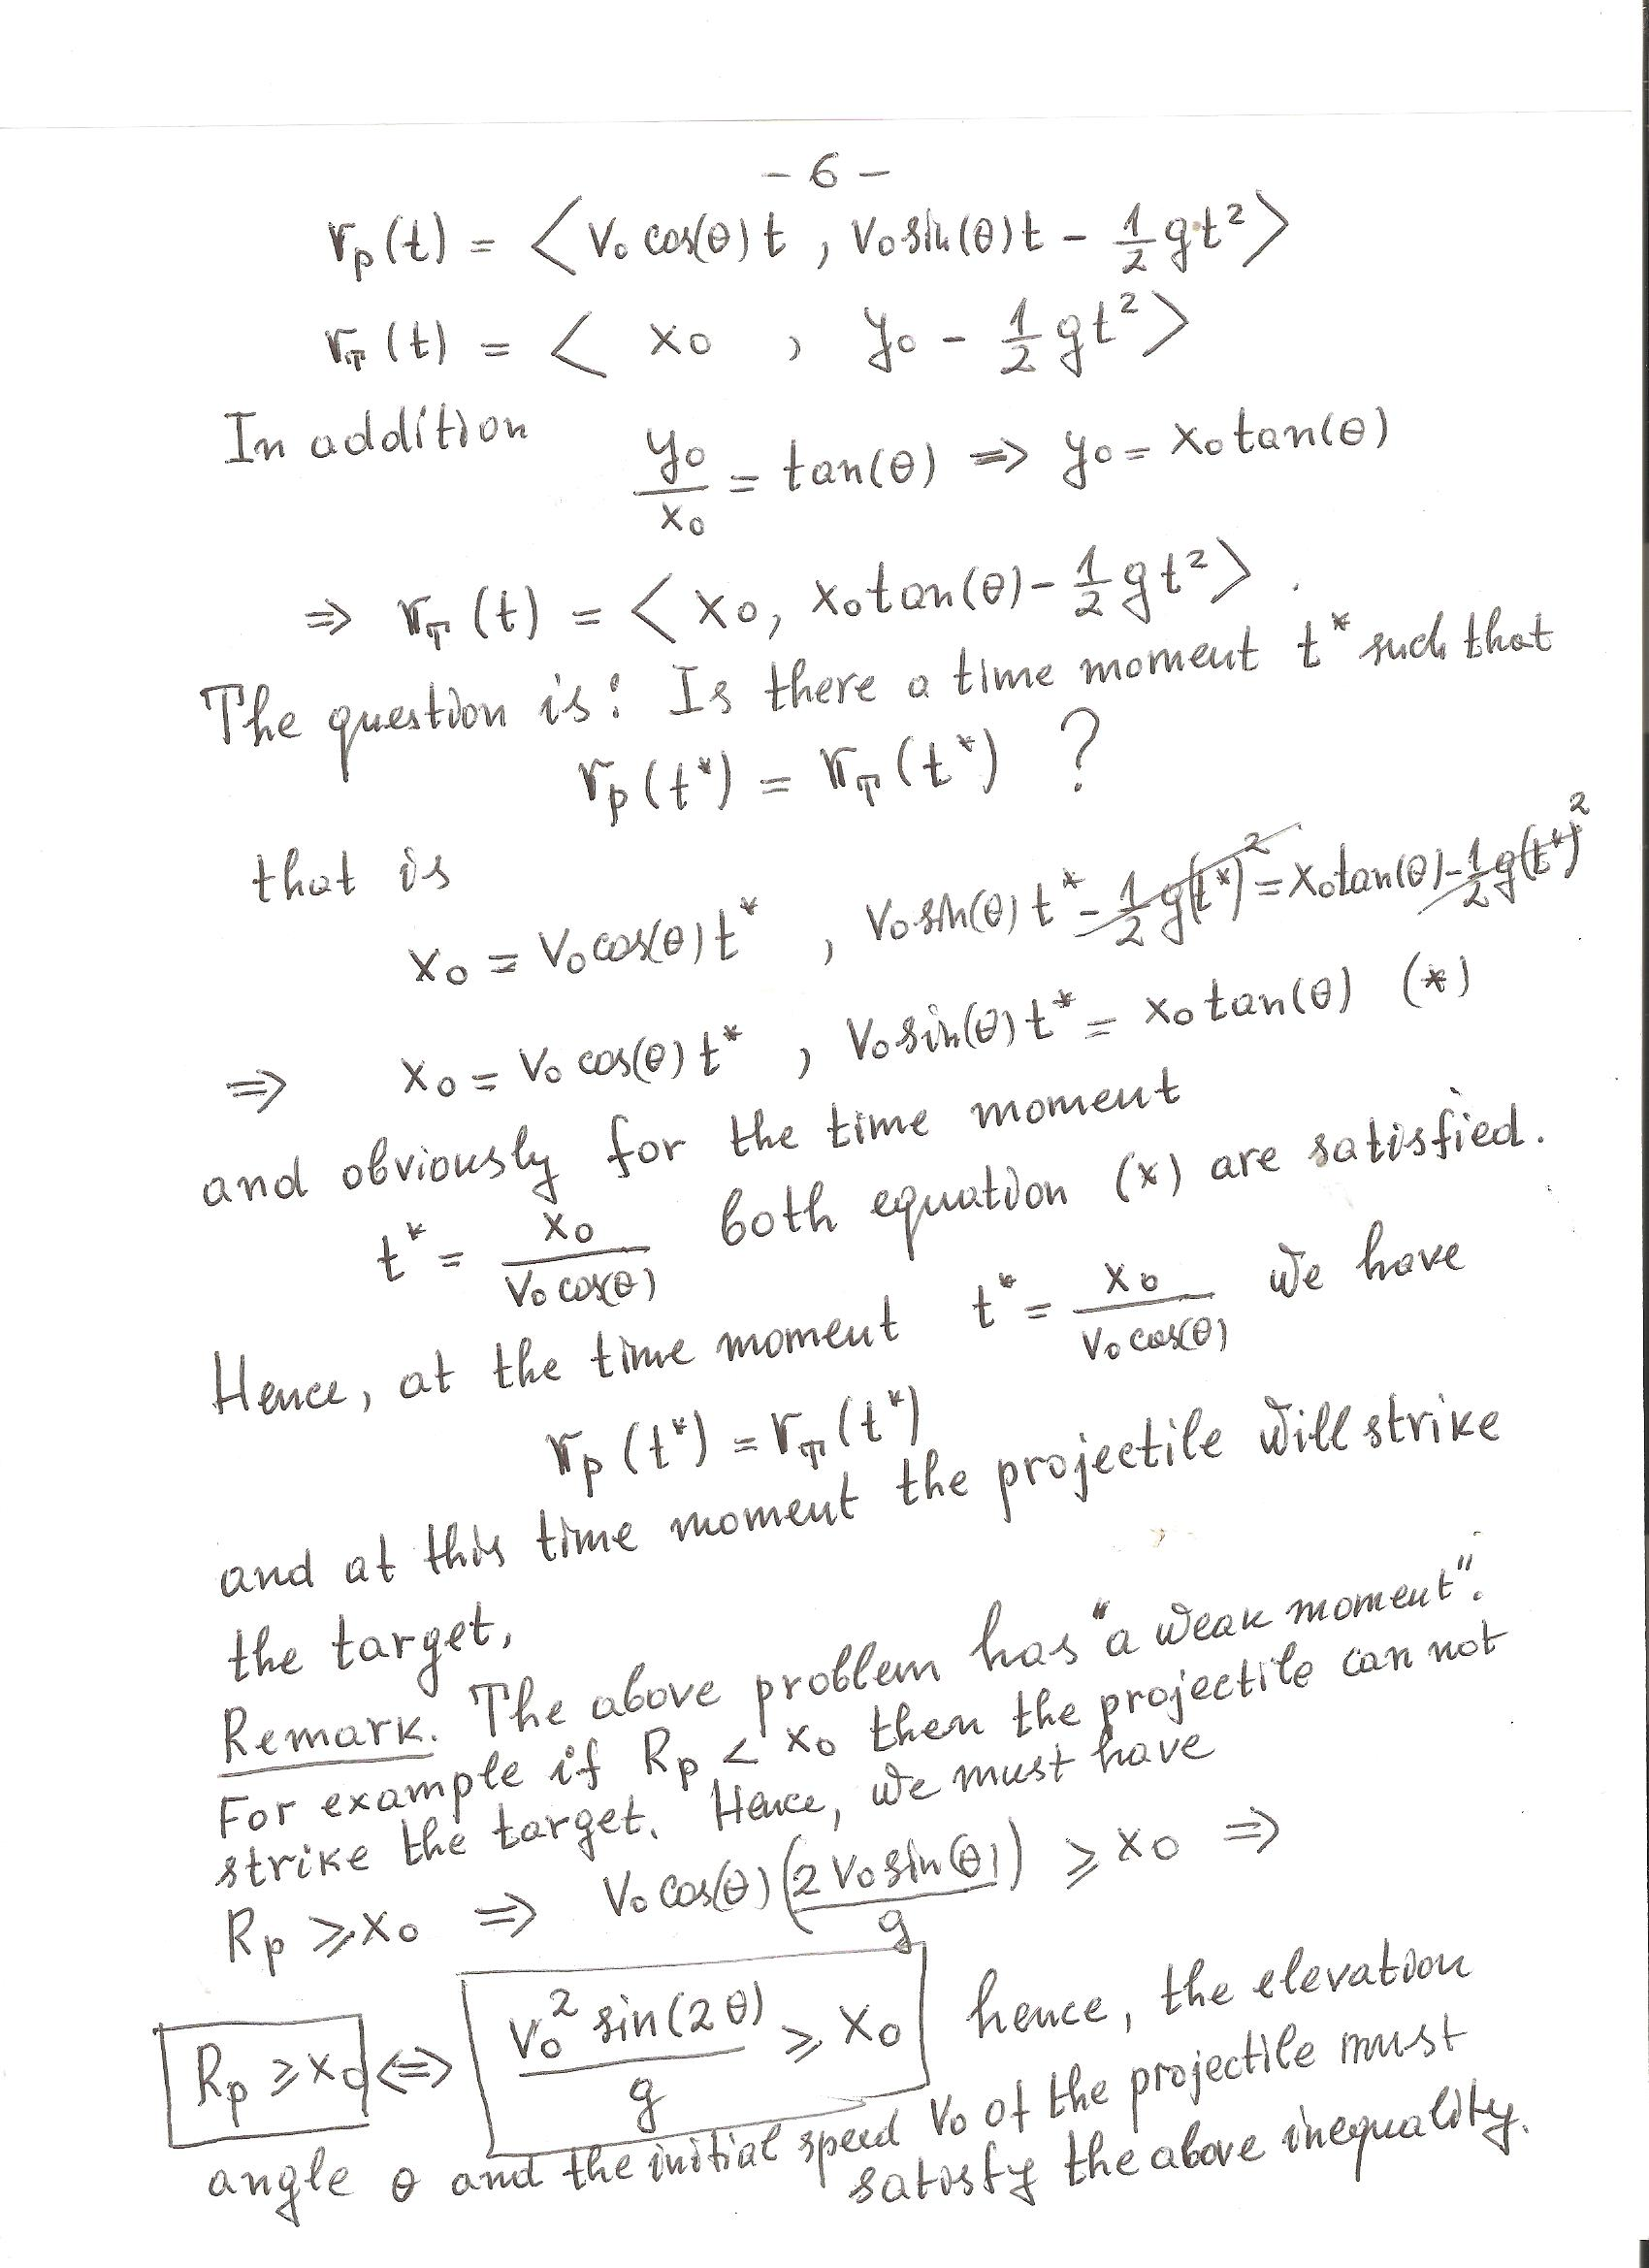 - 6 -
r_p(t) = ⟨ v₀ cos(θ) t , v₀ sin(θ) t - 1/2 g t² ⟩
r_T(t) = ⟨ x₀ , y₀ - 1/2 g t² ⟩
In addition y₀/x₀ = tan(θ) ⇒ y₀ = x₀ tan(θ)
⇒ r_T(t) = ⟨ x₀, x₀ tan(θ) - 1/2 g t² ⟩.
The question is: Is there a time moment t* such that
r_p(t*) = r_T(t*) ?
that is
x₀ = v₀ cos(θ) t* , v₀ sin(θ) t* - 1/2 g(t*)² = x₀ tan(θ) - 1/2 g(t*)²
⇒ x₀ = v₀ cos(θ) t* , v₀ sin(θ) t* = x₀ tan(θ) (*)
and obviously for the time moment
t* = x₀/(v₀ cos(θ)) both equation (*) are satisfied.
Hence, at the time moment t* = x₀/(v₀ cos(θ)) we have
r_p(t*) = r_T(t*)
and at this time moment the projectile will strike
the target.
Remark. The above problem has "a weak moment".
For example if R_p < x₀ then the projectile can not
strike the target. Hence, we must have
R_p ≥ x₀ ⇒ v₀ cos(θ) (2 v₀ sin(θ)/g) ≥ x₀ ⇒
R_p ≥ x₀ ⇔ v₀² sin(2θ)/g ≥ x₀ hence, the elevation
angle θ and the initial speed v₀ of the projectile must
satisfy the above inequality.